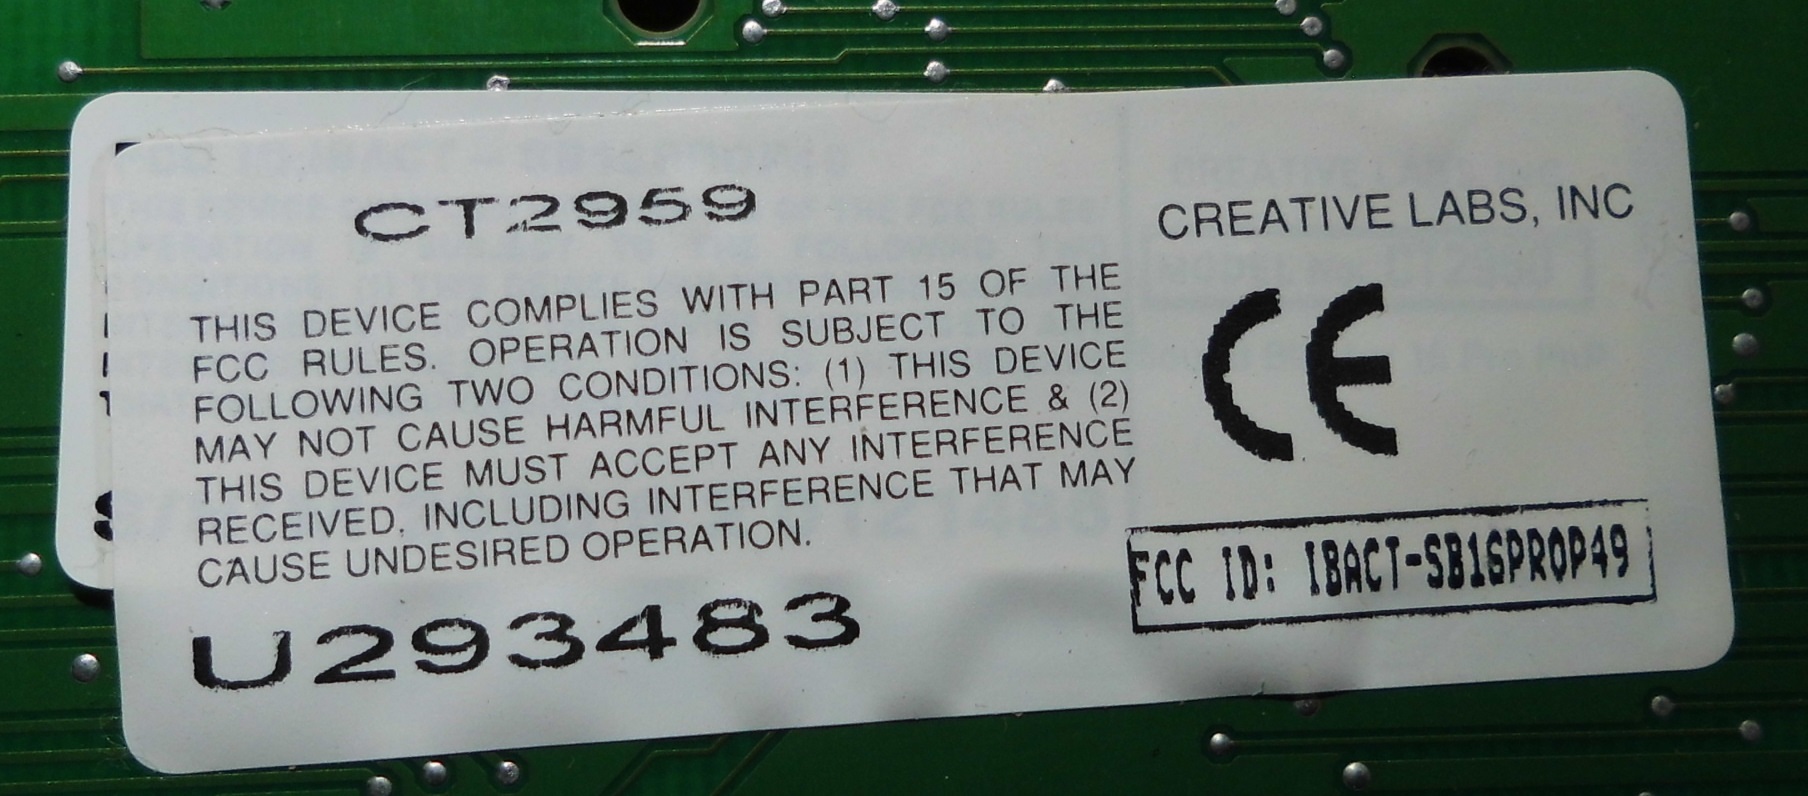 CT2959
CREATIVE LABS, INC
THIS DEVICE COMPLIES WITH PART 15 OF THE
FCC RULES. OPERATION IS SUBJECT TO THE
FOLLOWING TWO CONDITIONS: (1) THIS DEVICE
MAY NOT CAUSE HARMFUL INTERFERENCE & (2)
THIS DEVICE MUST ACCEPT ANY INTERFERENCE
RECEIVED, INCLUDING INTERFERENCE THAT MAY
CAUSE UNDESIRED OPERATION.
CE
FCC ID: IBACT-SB16PROP49
U293483